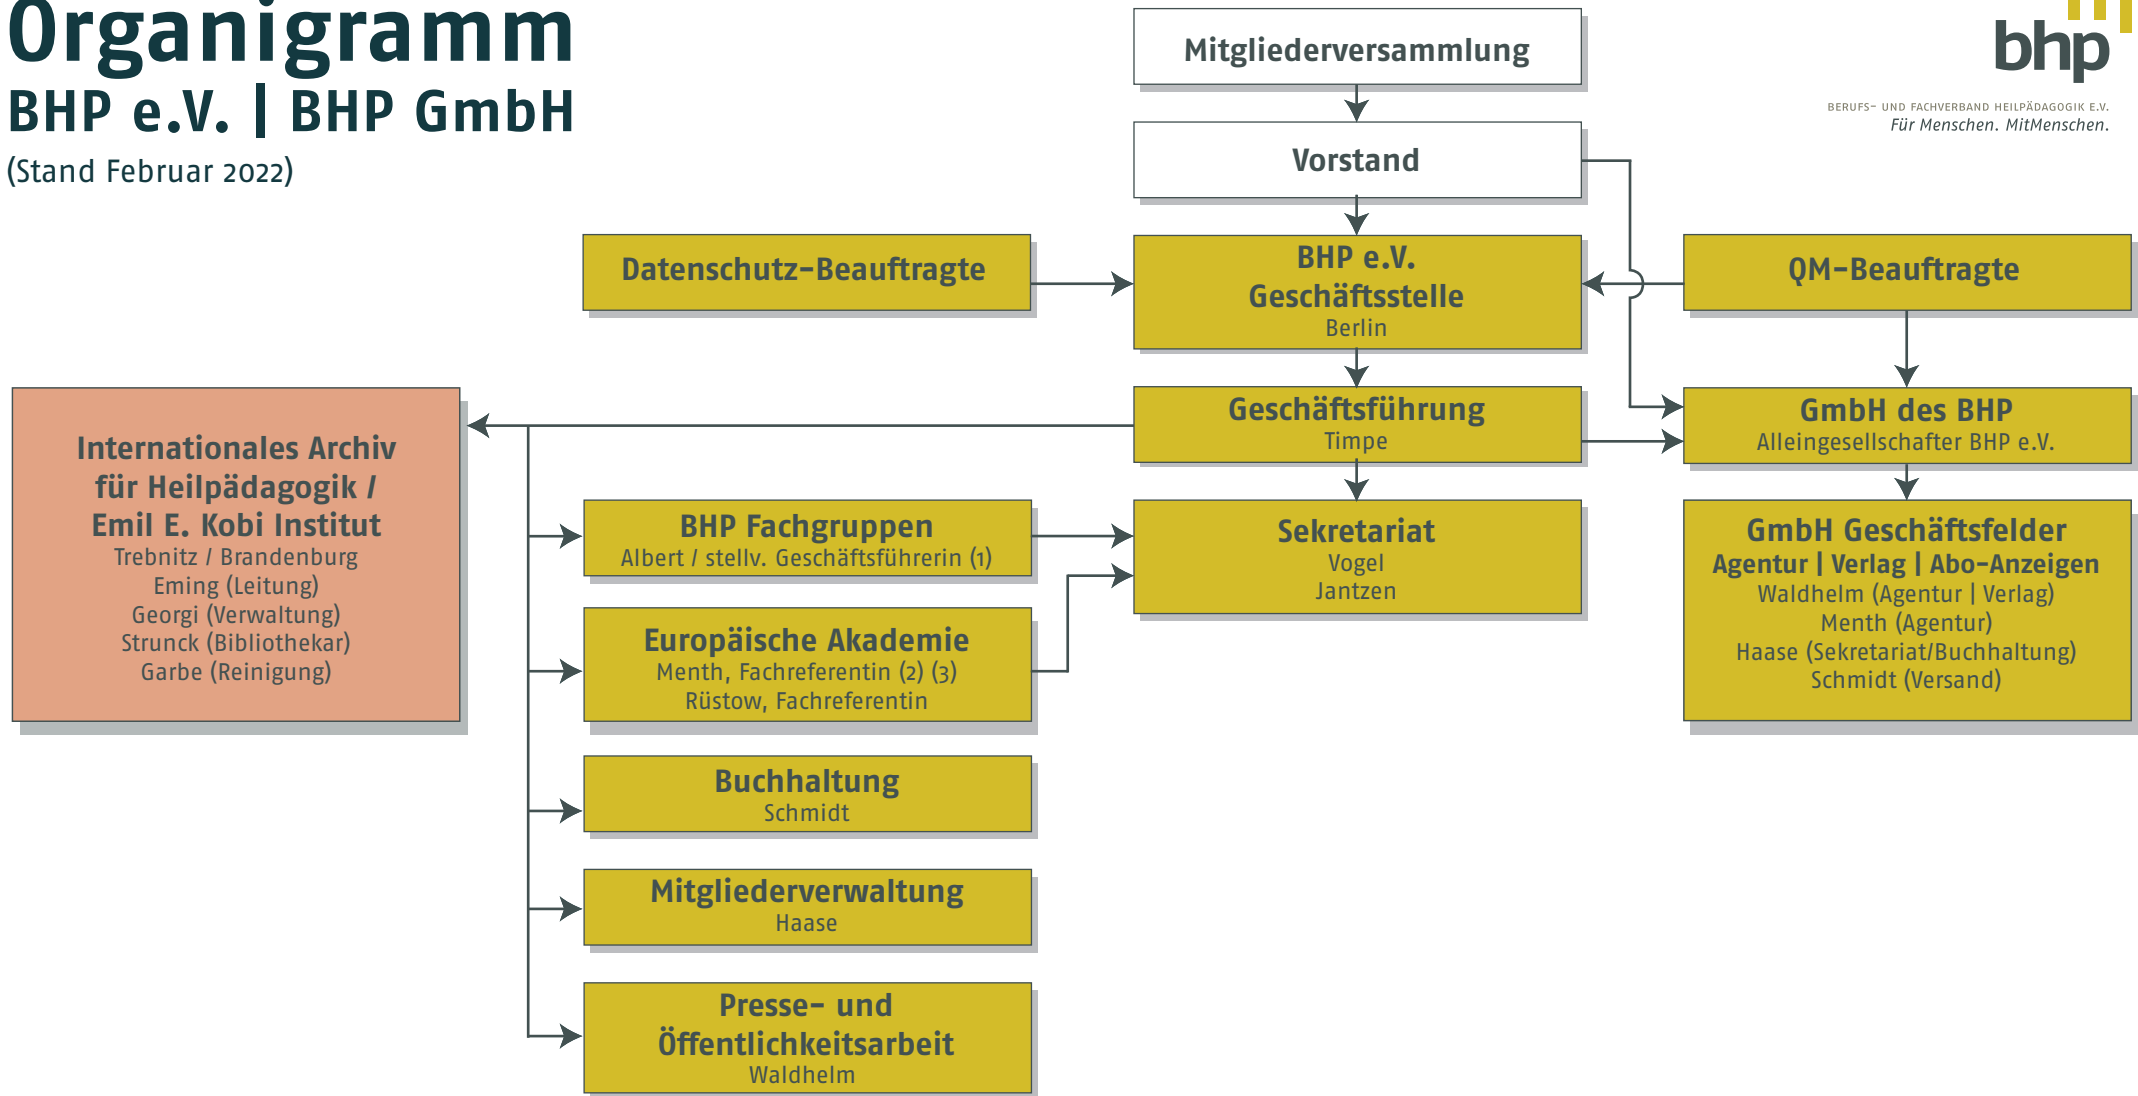 Organigramm
BHP e.V. | BHP GmbH
(Stand Februar 2022)
bhp
BERUFS- UND FACHVERBAND HEILPÄDAGOGIK E.V.
Für Menschen. MitMenschen.
Mitgliederversammlung
Vorstand
Datenschutz-Beauftragte
BHP e.V.
Geschäftsstelle
Berlin
QM-Beauftragte
Internationales Archiv
für Heilpädagogik /
Emil E. Kobi Institut
Trebnitz / Brandenburg
Eming (Leitung)
Georgi (Verwaltung)
Strunck (Bibliothekar)
Garbe (Reinigung)
Geschäftsführung
Timpe
GmbH des BHP
Alleingesellschafter BHP e.V.
BHP Fachgruppen
Albert / stellv. Geschäftsführerin (1)
Sekretariat
Vogel
Jantzen
GmbH Geschäftsfelder
Agentur | Verlag | Abo-Anzeigen
Waldhelm (Agentur | Verlag)
Menth (Agentur)
Haase (Sekretariat/Buchhaltung)
Schmidt (Versand)
Europäische Akademie
Menth, Fachreferentin (2) (3)
Rüstow, Fachreferentin
Buchhaltung
Schmidt
Mitgliederverwaltung
Haase
Presse- und
Öffentlichkeitsarbeit
Waldhelm